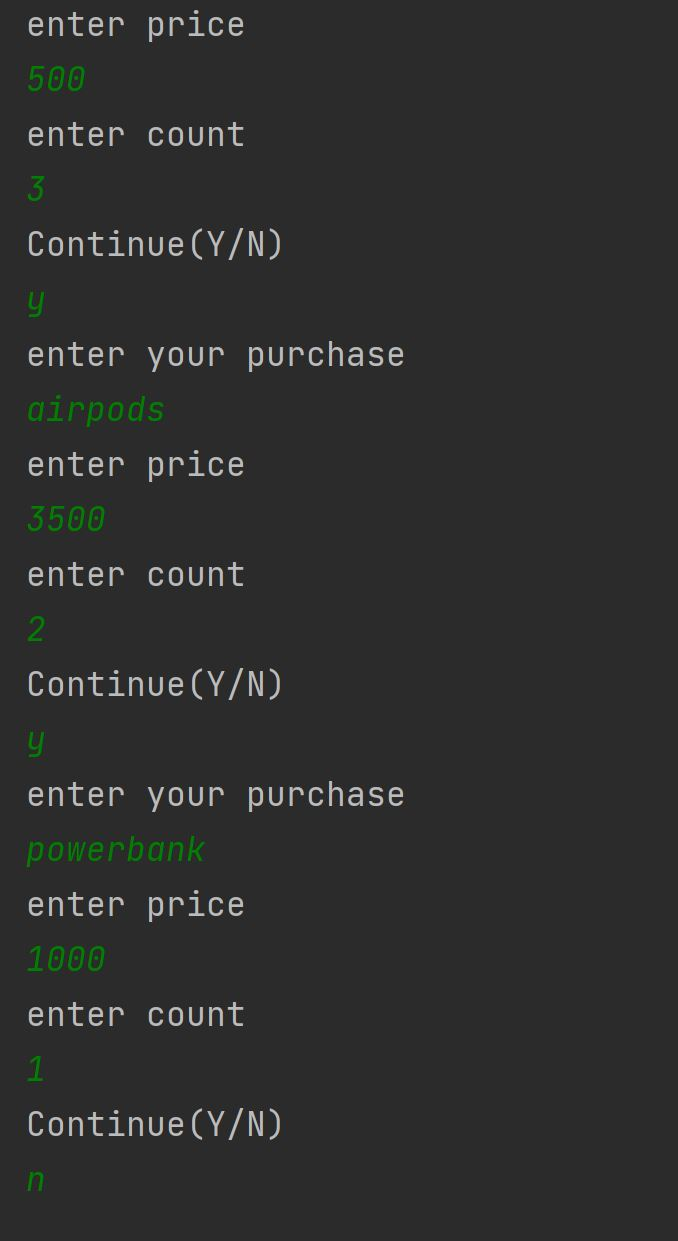 enter price
500
enter count
3
Continue(Y/N)
y
enter your purchase
airpods
enter price
3500
enter count
2
Continue(Y/N)
y
enter your purchase
powerbank
enter price
1000
enter count
1
Continue(Y/N)
n